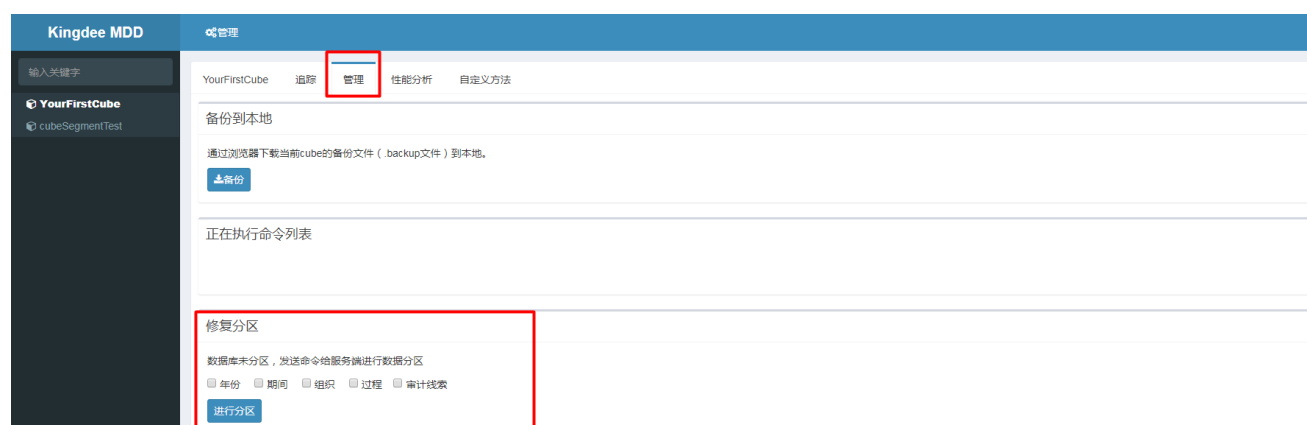 Kingdee MDD 管理
输入关键字
YourFirstCube 追踪 管理 性能分析 自定义方法
YourFirstCube
cubeSegmentTest
备份到本地
通过浏览器下载当前cube的备份文件（.backup文件）到本地。
备份
正在执行命令列表
修复分区
数据库未分区，发送命令给服务端进行数据分区
年份 期间 组织 过程 审计线索
进行分区